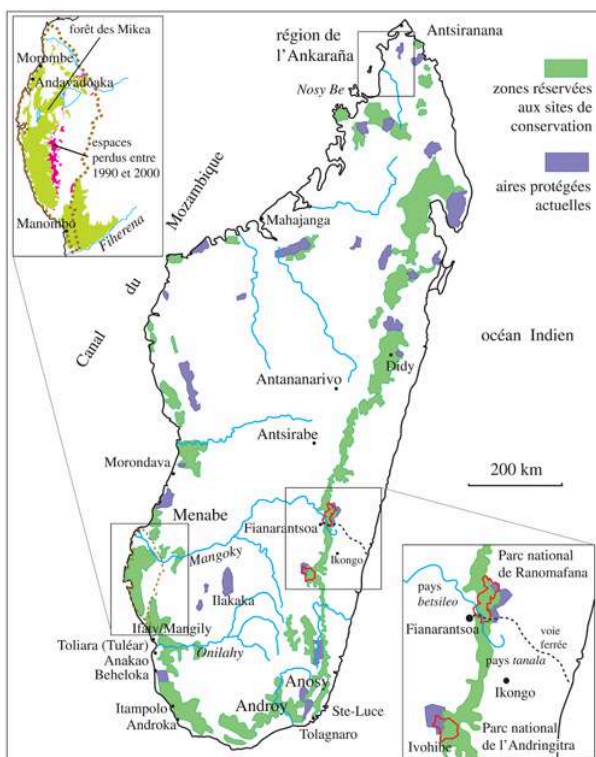 forêt des Mikea
Morombe
Andavadoaka
espaces
perdus entre
1990 et 2000
Manombo
Fiherena
région de
l'Ankaraña
Antsiranana
Nosy Be
zones réservées
aux sites de
conservation
aires protégées
actuelles
Canal du Mozambique
Mahajanga
océan Indien
Didy
Antananarivo
Antsirabe
200 km
Morondava
Menabe
Mangoky
Fianarantsoa
Ikongo
Ilakaka
Ifaty/Mangily
Toliara (Tuléar)
Onilahy
Anakao
Beheloka
Anosy
Androy
Itampolo
Androka
Ste-Luce
Tolagnaro
Parc national
de Ranomafana
pays
betsileo
Fianarantsoa
voie
ferrée
pays tanala
Ikongo
Ivohibe
Parc national
de l'Andringitra